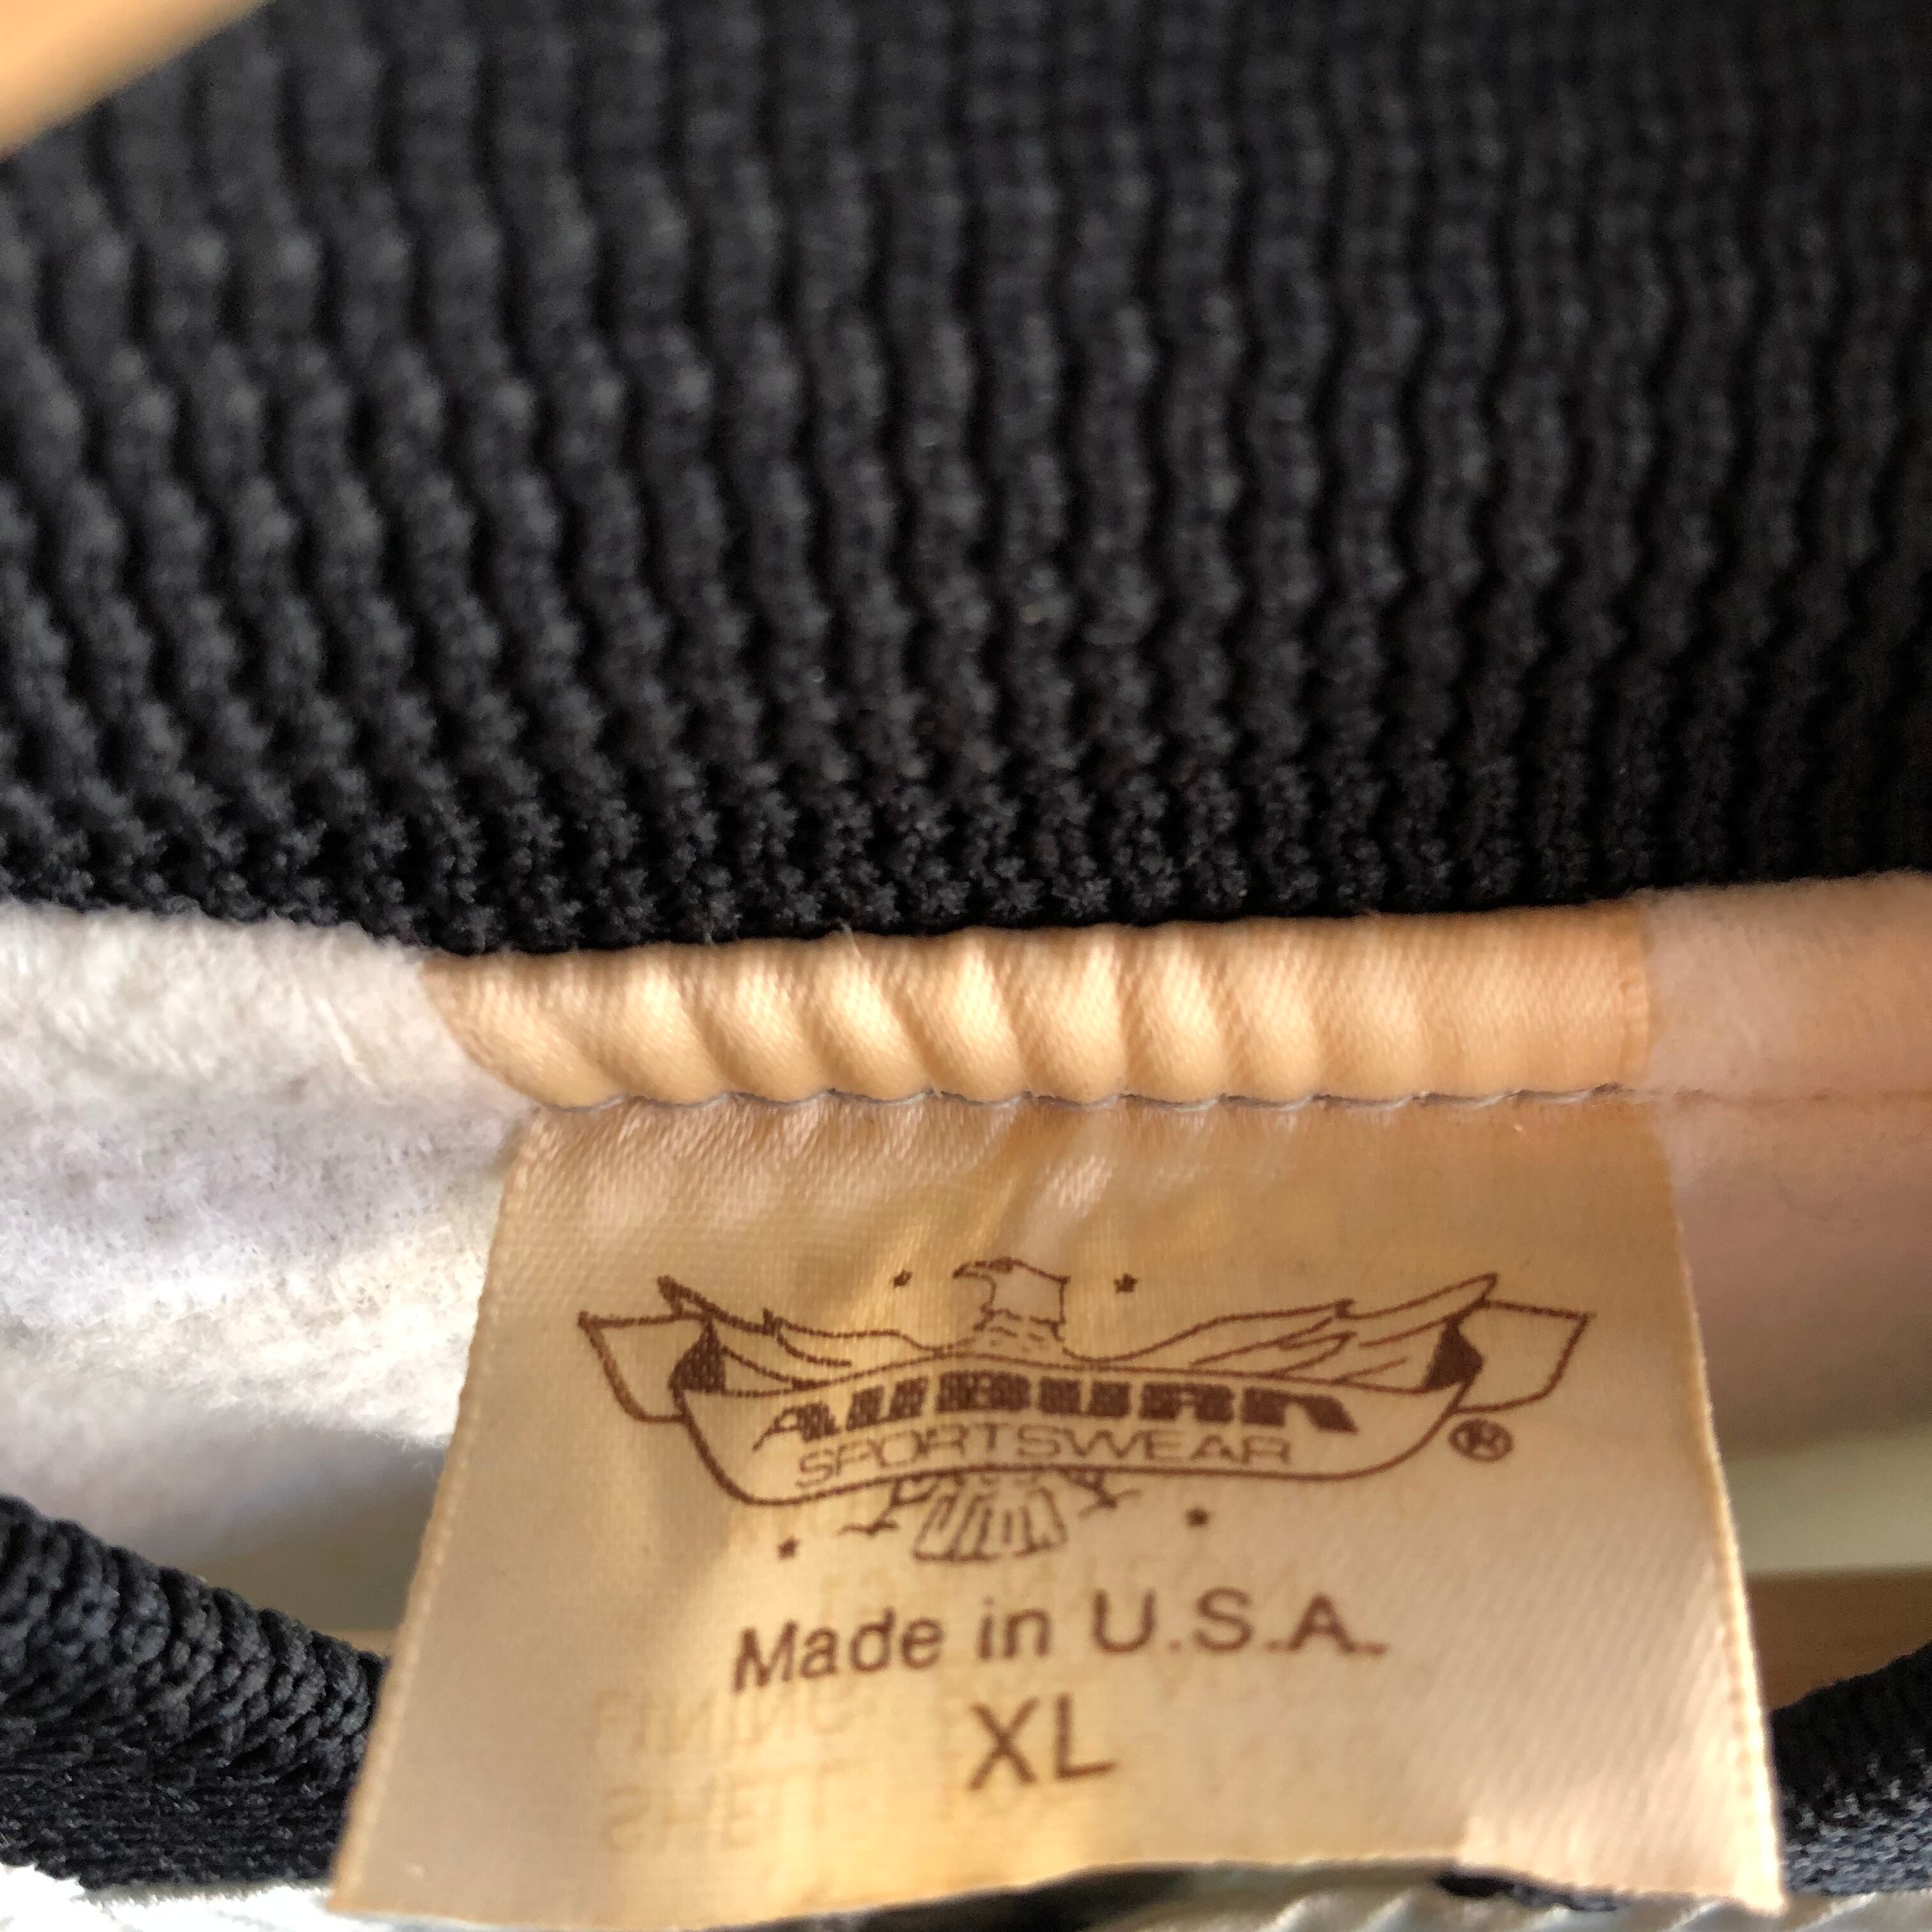 AUBURN
SPORTSWEAR ®
Made in U.S.A.
XL